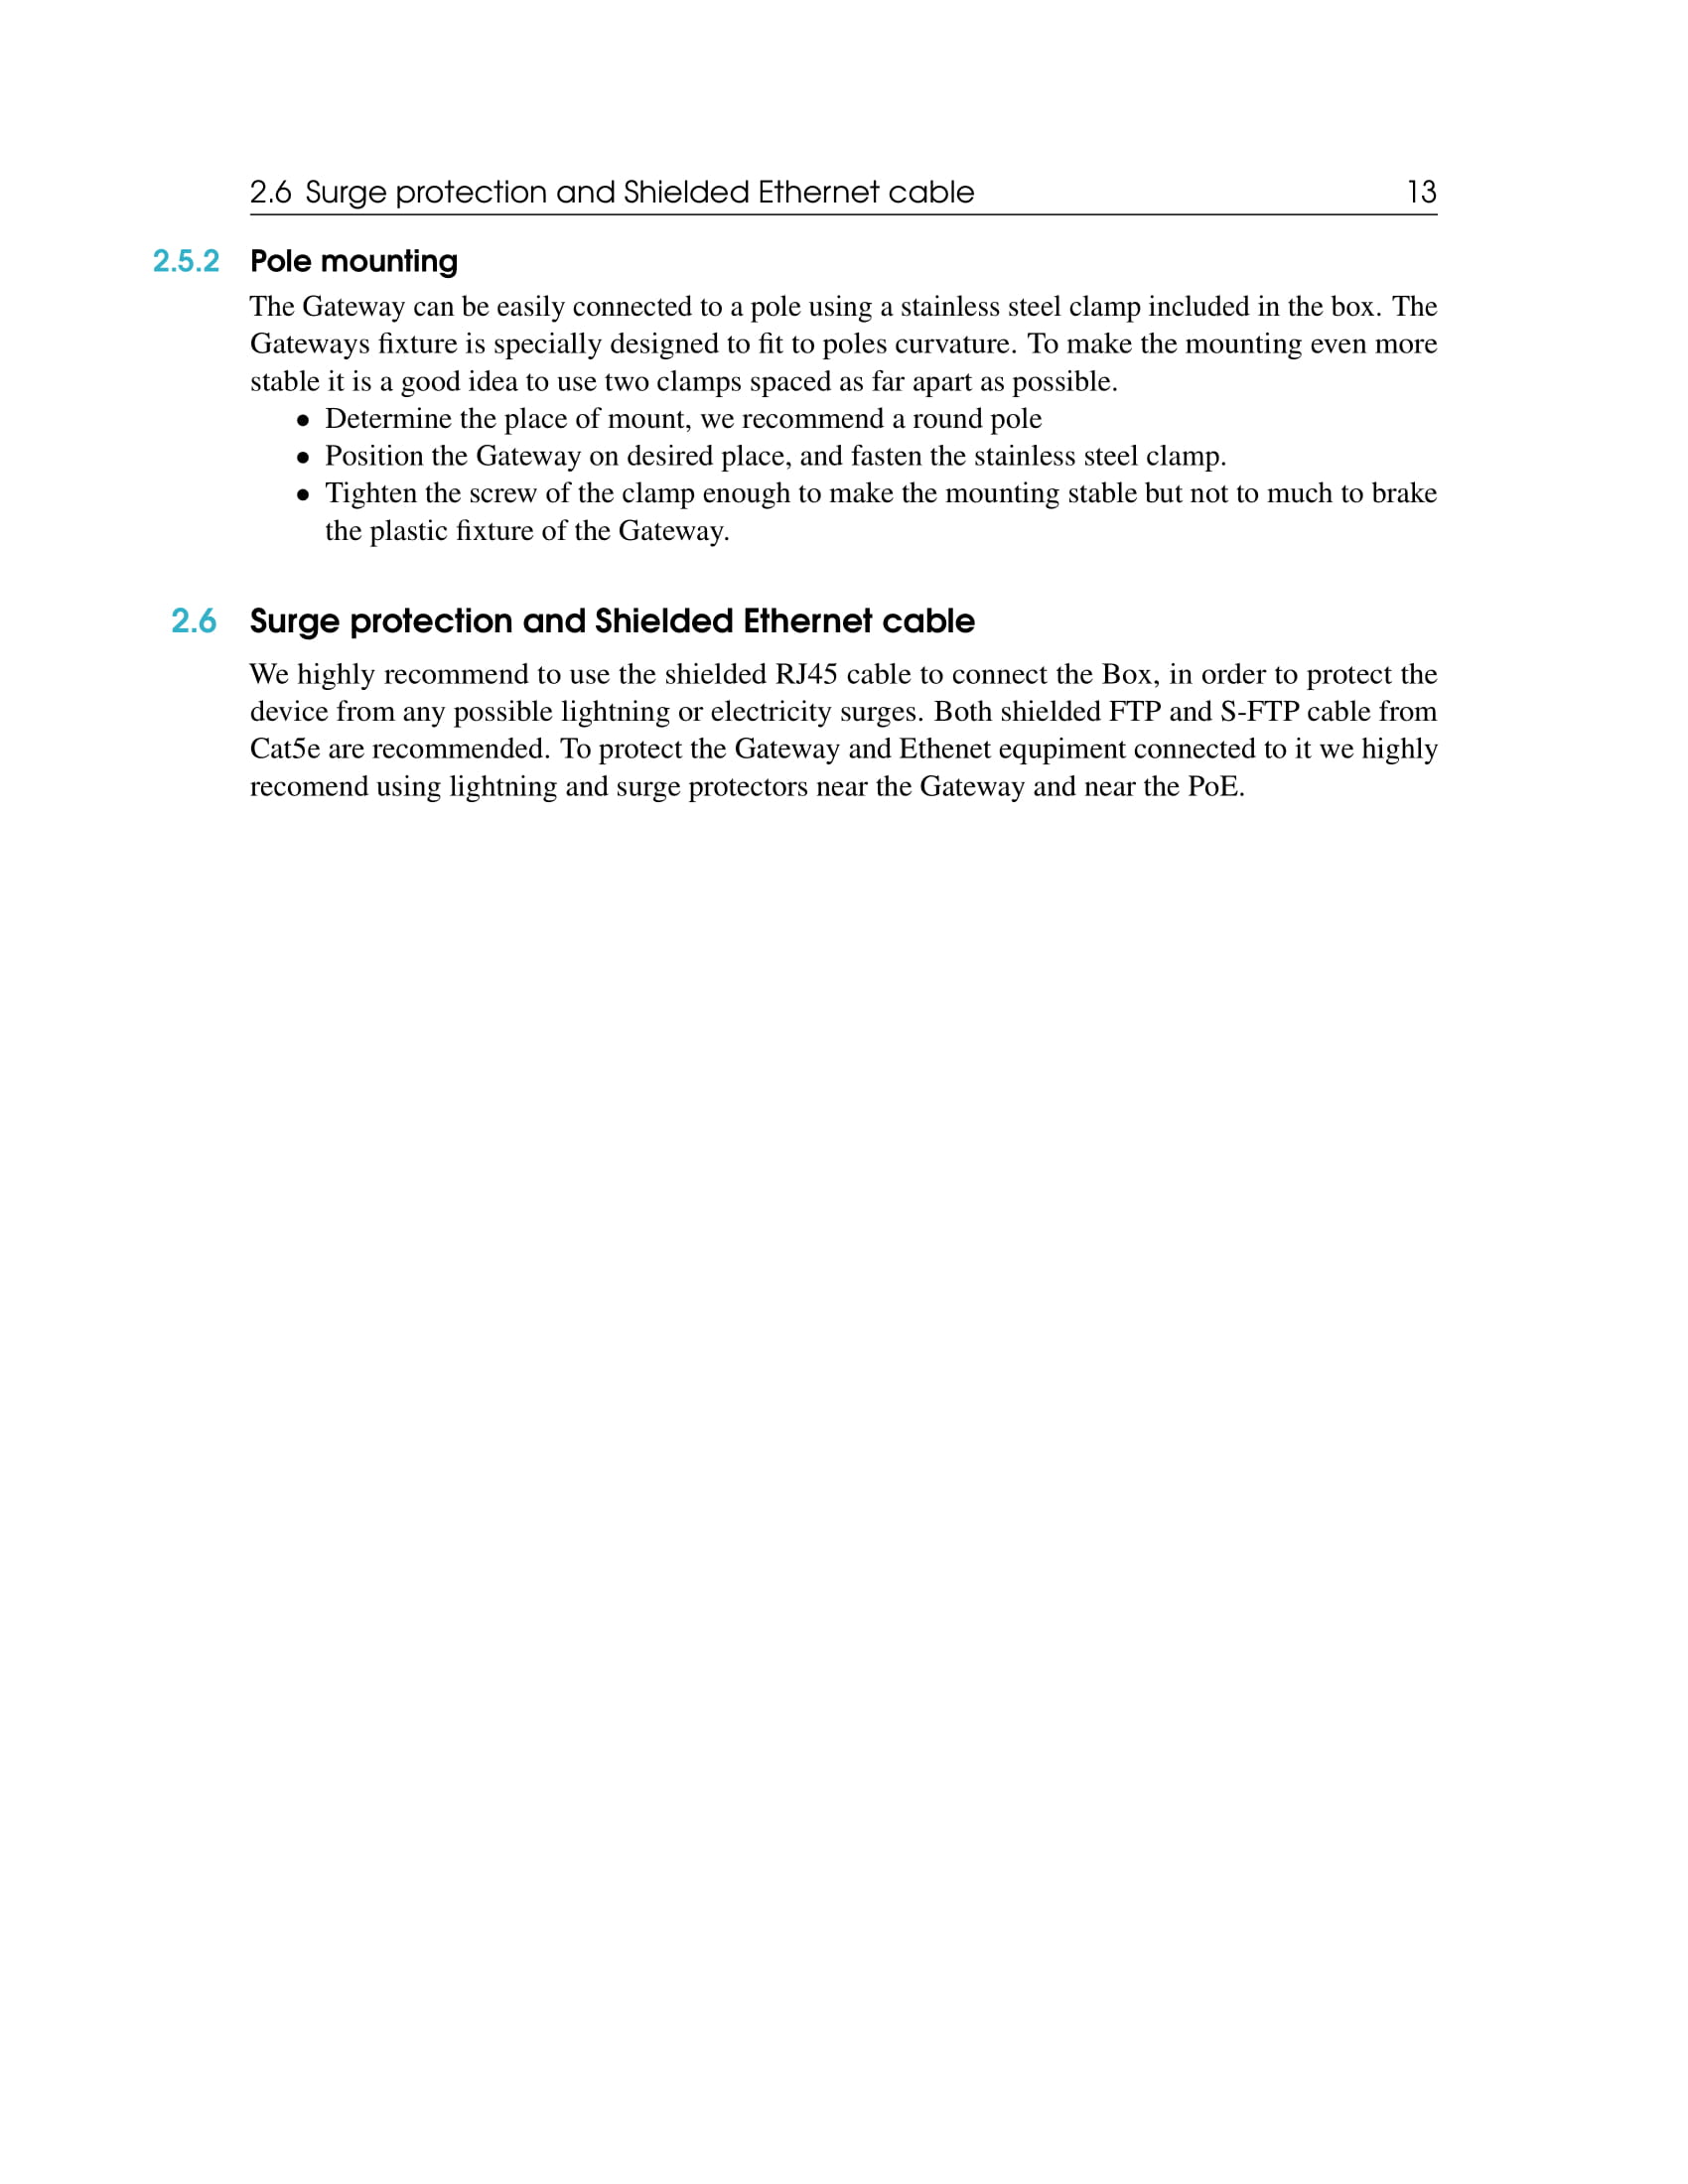 2.6 Surge protection and Shielded Ethernet cable 13
2.5.2 Pole mounting
The Gateway can be easily connected to a pole using a stainless steel clamp included in the box. The
Gateways fixture is specially designed to fit to poles curvature. To make the mounting even more
stable it is a good idea to use two clamps spaced as far apart as possible.
• Determine the place of mount, we recommend a round pole
• Position the Gateway on desired place, and fasten the stainless steel clamp.
• Tighten the screw of the clamp enough to make the mounting stable but not to much to brake
the plastic fixture of the Gateway.
2.6 Surge protection and Shielded Ethernet cable
We highly recommend to use the shielded RJ45 cable to connect the Box, in order to protect the
device from any possible lightning or electricity surges. Both shielded FTP and S-FTP cable from
Cat5e are recommended. To protect the Gateway and Ethenet equpiment connected to it we highly
recomend using lightning and surge protectors near the Gateway and near the PoE.